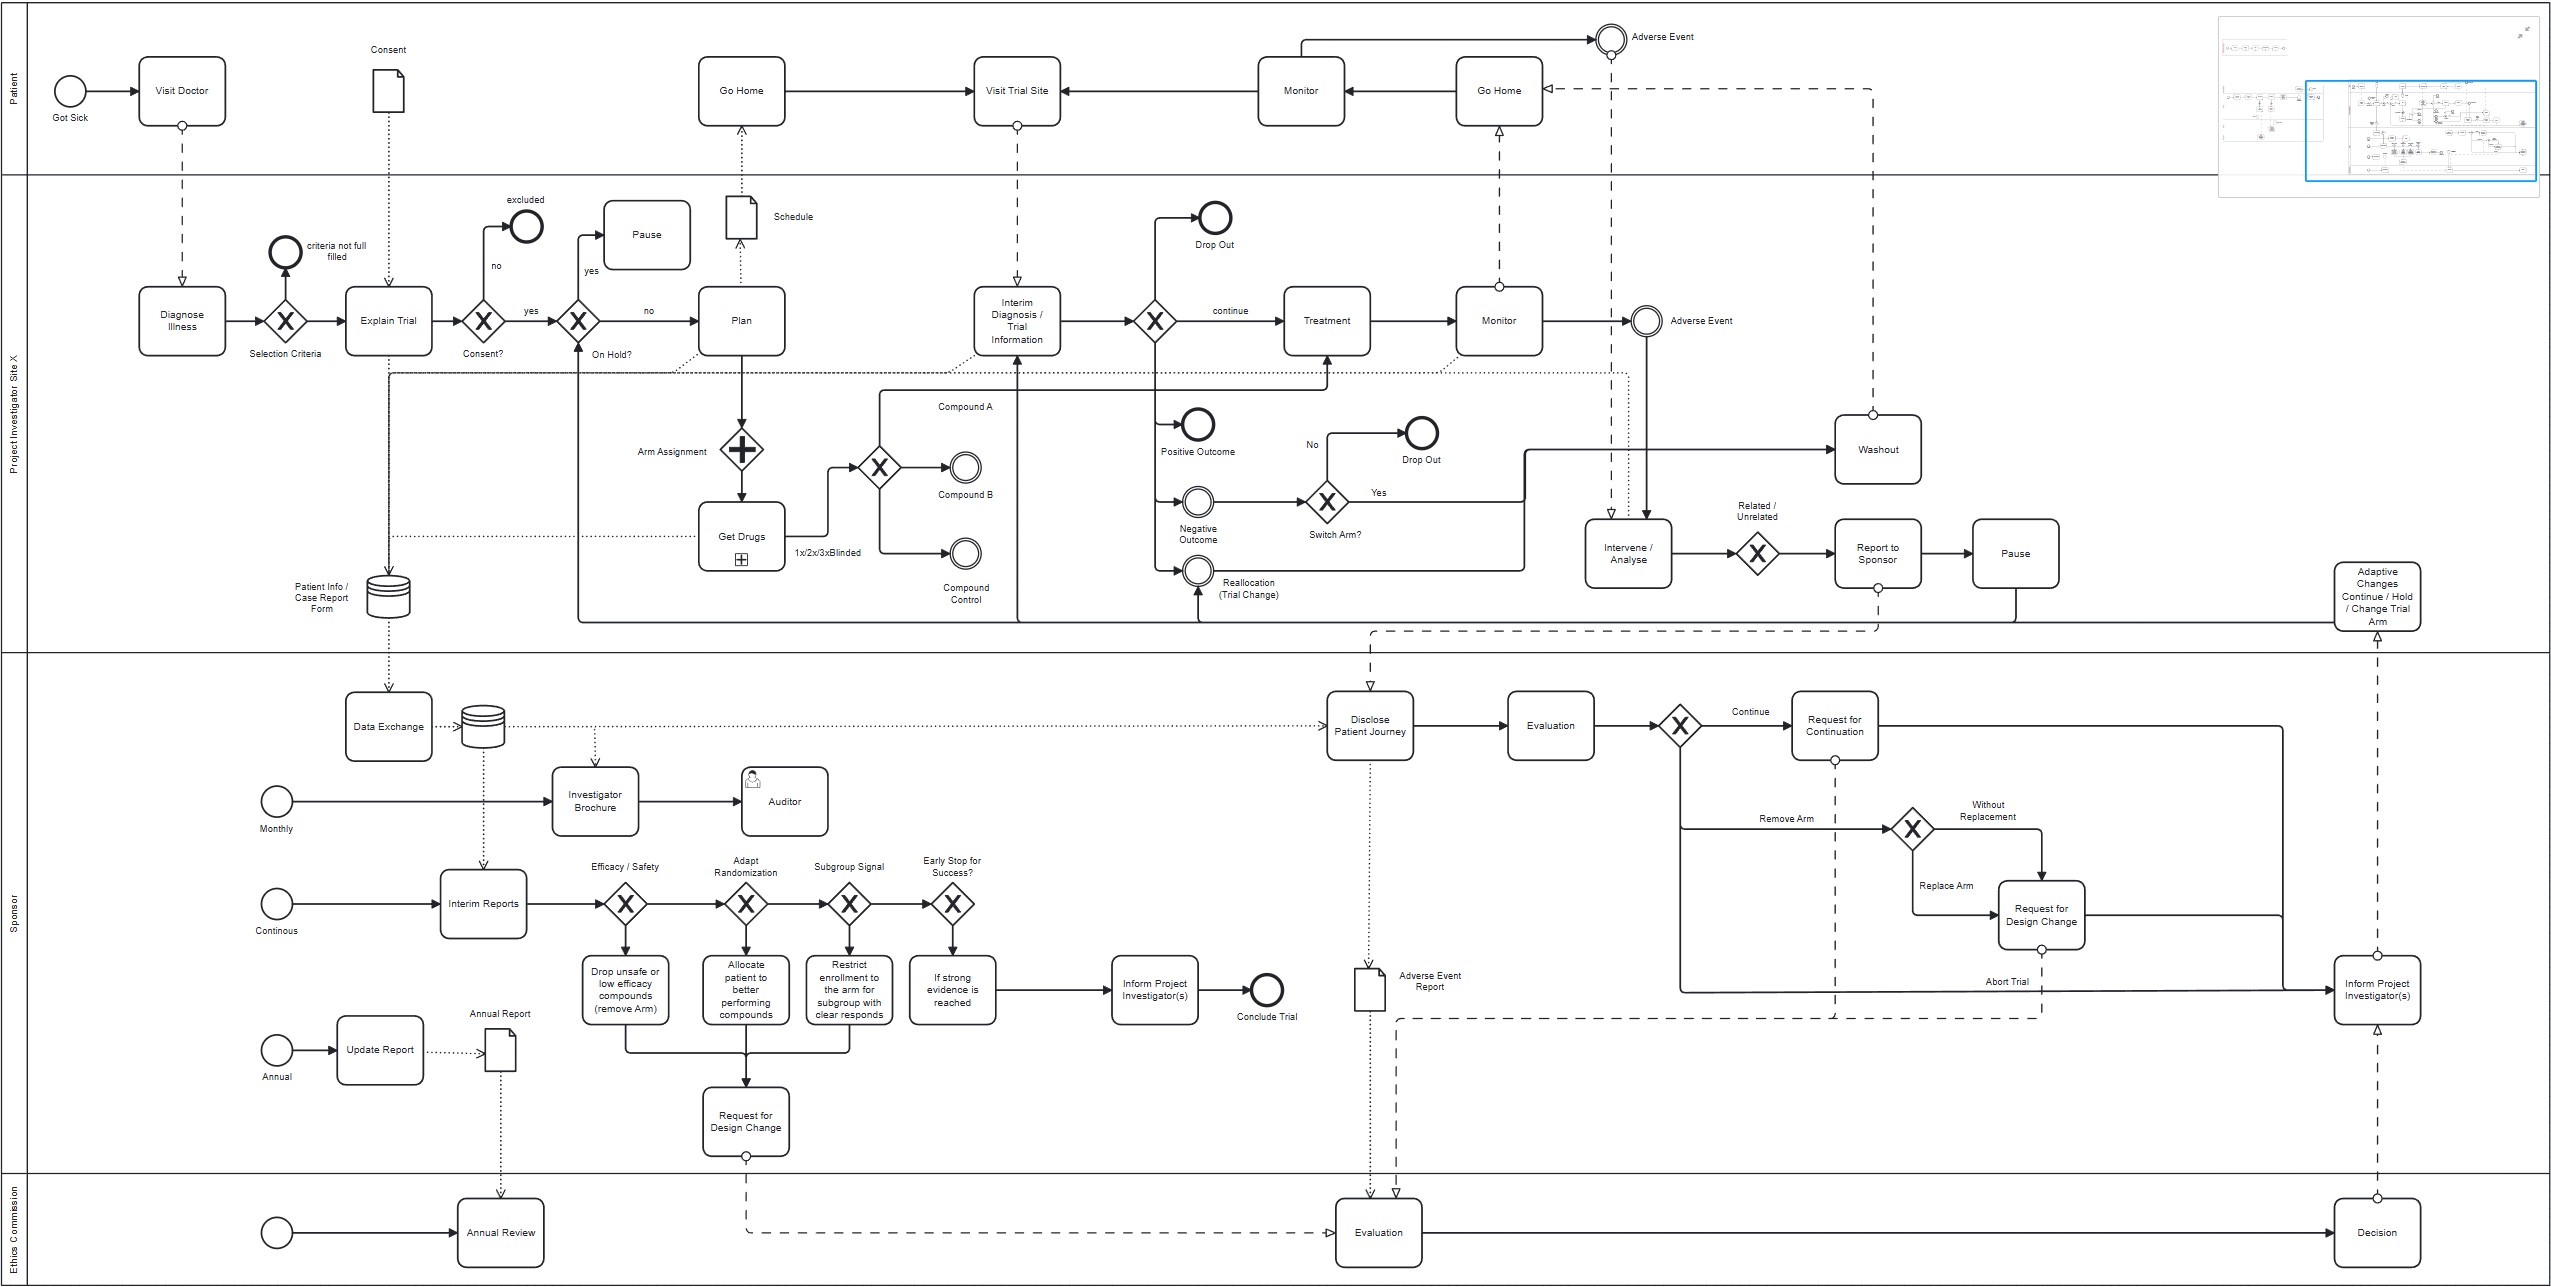 Patient
Got Sick
Visit Doctor
Consent
Go Home
Visit Trial Site
Monitor
Go Home
Adverse Event
Project Investigator Site X
Diagnose
Illness
criteria not full
filled
Selection Criteria
Explain Trial
excluded
no
Consent?
yes
Pause
yes
On Hold?
no
Plan
Schedule
Interim
Diagnosis /
Trial
Information
Drop Out
continue
Treatment
Monitor
Adverse Event
Arm Assignment
Get Drugs
1x/2x/3xBlinded
Compound A
Compound B
Compound
Control
Positive Outcome
Negative
Outcome
Reallocation
(Trial Change)
No
Switch Arm?
Yes
Drop Out
Washout
Intervene /
Analyse
Related /
Unrelated
Report to
Sponsor
Pause
Adaptive
Changes
Continue / Hold
/ Change Trial
Arm
Patient Info /
Case Report
Form
Sponsor
Data Exchange
Monthly
Investigator
Brochure
Auditor
Continous
Interim Reports
Efficacy / Safety
Adapt
Randomization
Subgroup Signal
Early Stop for
Success?
Drop unsafe or
low efficacy
compounds
(remove Arm)
Allocate
patient to
better
performing
compounds
Restrict
enrollment to
the arm for
subgroup with
clear responds
If strong
evidence is
reached
Inform Project
Investigator(s)
Conclude Trial
Annual
Update Report
Annual Report
Request for
Design Change
Disclose
Patient Journey
Evaluation
Continue
Request for
Continuation
Remove Arm
Without
Replacement
Replace Arm
Request for
Design Change
Abort Trial
Adverse Event
Report
Inform Project
Investigator(s)
Ethics Commission
Annual Review
Evaluation
Decision